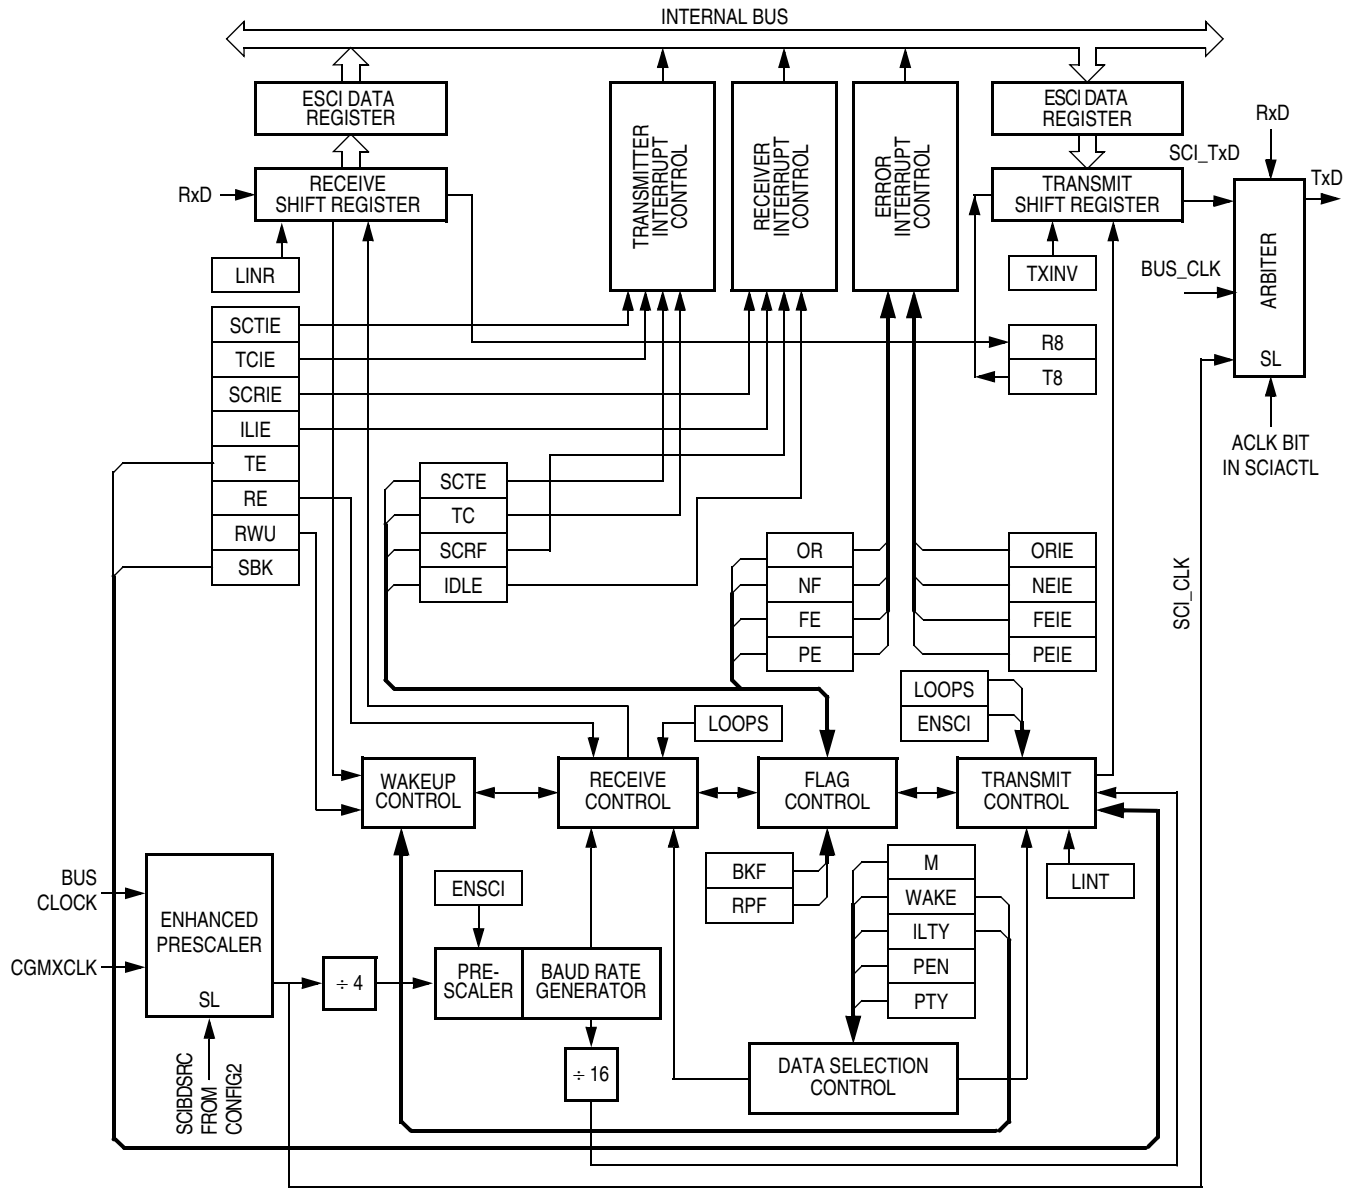 INTERNAL BUS
ESCI DATA
REGISTER
RxD
RECEIVE
SHIFT REGISTER
LINR
TRANSMITTER
INTERRUPT
CONTROL
RECEIVER
INTERRUPT
CONTROL
ERROR
INTERRUPT
CONTROL
ESCI DATA
REGISTER
TRANSMIT
SHIFT REGISTER
TXINV
SCI_TxD
RxD
TxD
BUS_CLK
ARBITER
SL
ACLK BIT
IN SCIACTL
R8
T8
SCTIE
TCIE
SCRIE
ILIE
TE
RE
RWU
SBK
SCTE
TC
SCRF
IDLE
OR
NF
FE
PE
ORIE
NEIE
FEIE
PEIE
SCI_CLK
LOOPS
ENSCI
LOOPS
WAKEUP
CONTROL
RECEIVE
CONTROL
FLAG
CONTROL
TRANSMIT
CONTROL
BKF
RPF
M
WAKE
ILTY
PEN
PTY
LINT
BUS
CLOCK
CGMXCLK
ENHANCED
PRESCALER
SL
SCIBDSRC
FROM
CONFIG2
÷ 4
ENSCI
PRE-
SCALER
BAUD RATE
GENERATOR
÷ 16
DATA SELECTION
CONTROL